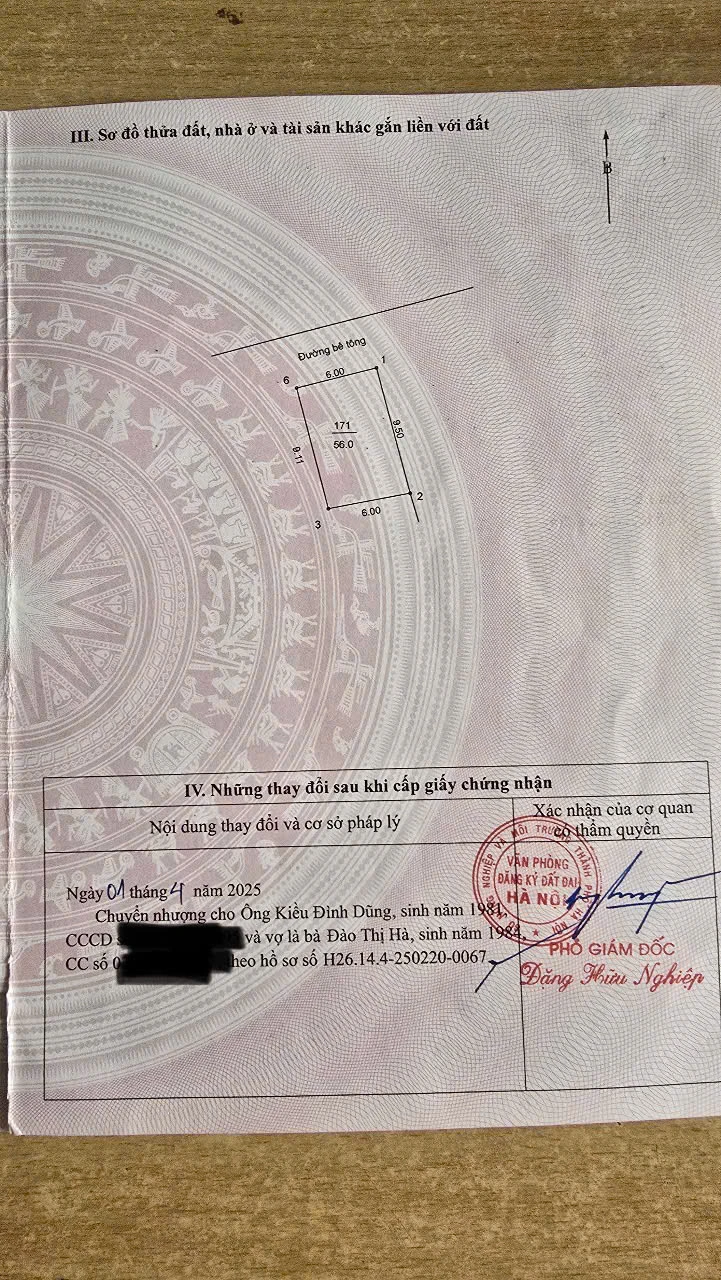 III. Sơ đồ thửa đất, nhà ở và tài sản khác gắn liền với đất
B
Đường bê tông
6
6.00
1
171
56.0
9.11
9.50
3
6.00
2
IV. Những thay đổi sau khi cấp giấy chứng nhận
Nội dung thay đổi và cơ sở pháp lý
Xác nhận của cơ quan
có thẩm quyền
Ngày 01 tháng 4 năm 2025
Chuyển nhượng cho Ông Kiều Đình Dũng, sinh năm 1981,
CCCD và vợ là bà Đào Thị Hà, sinh năm 1984,
CC số 0 theo hồ sơ số H26.14.4-250220-0067.
VĂN PHÒNG
ĐĂNG KÝ ĐẤT ĐAI
HÀ NỘI
PHÓ GIÁM ĐỐC
Đặng Hữu Nghiệp